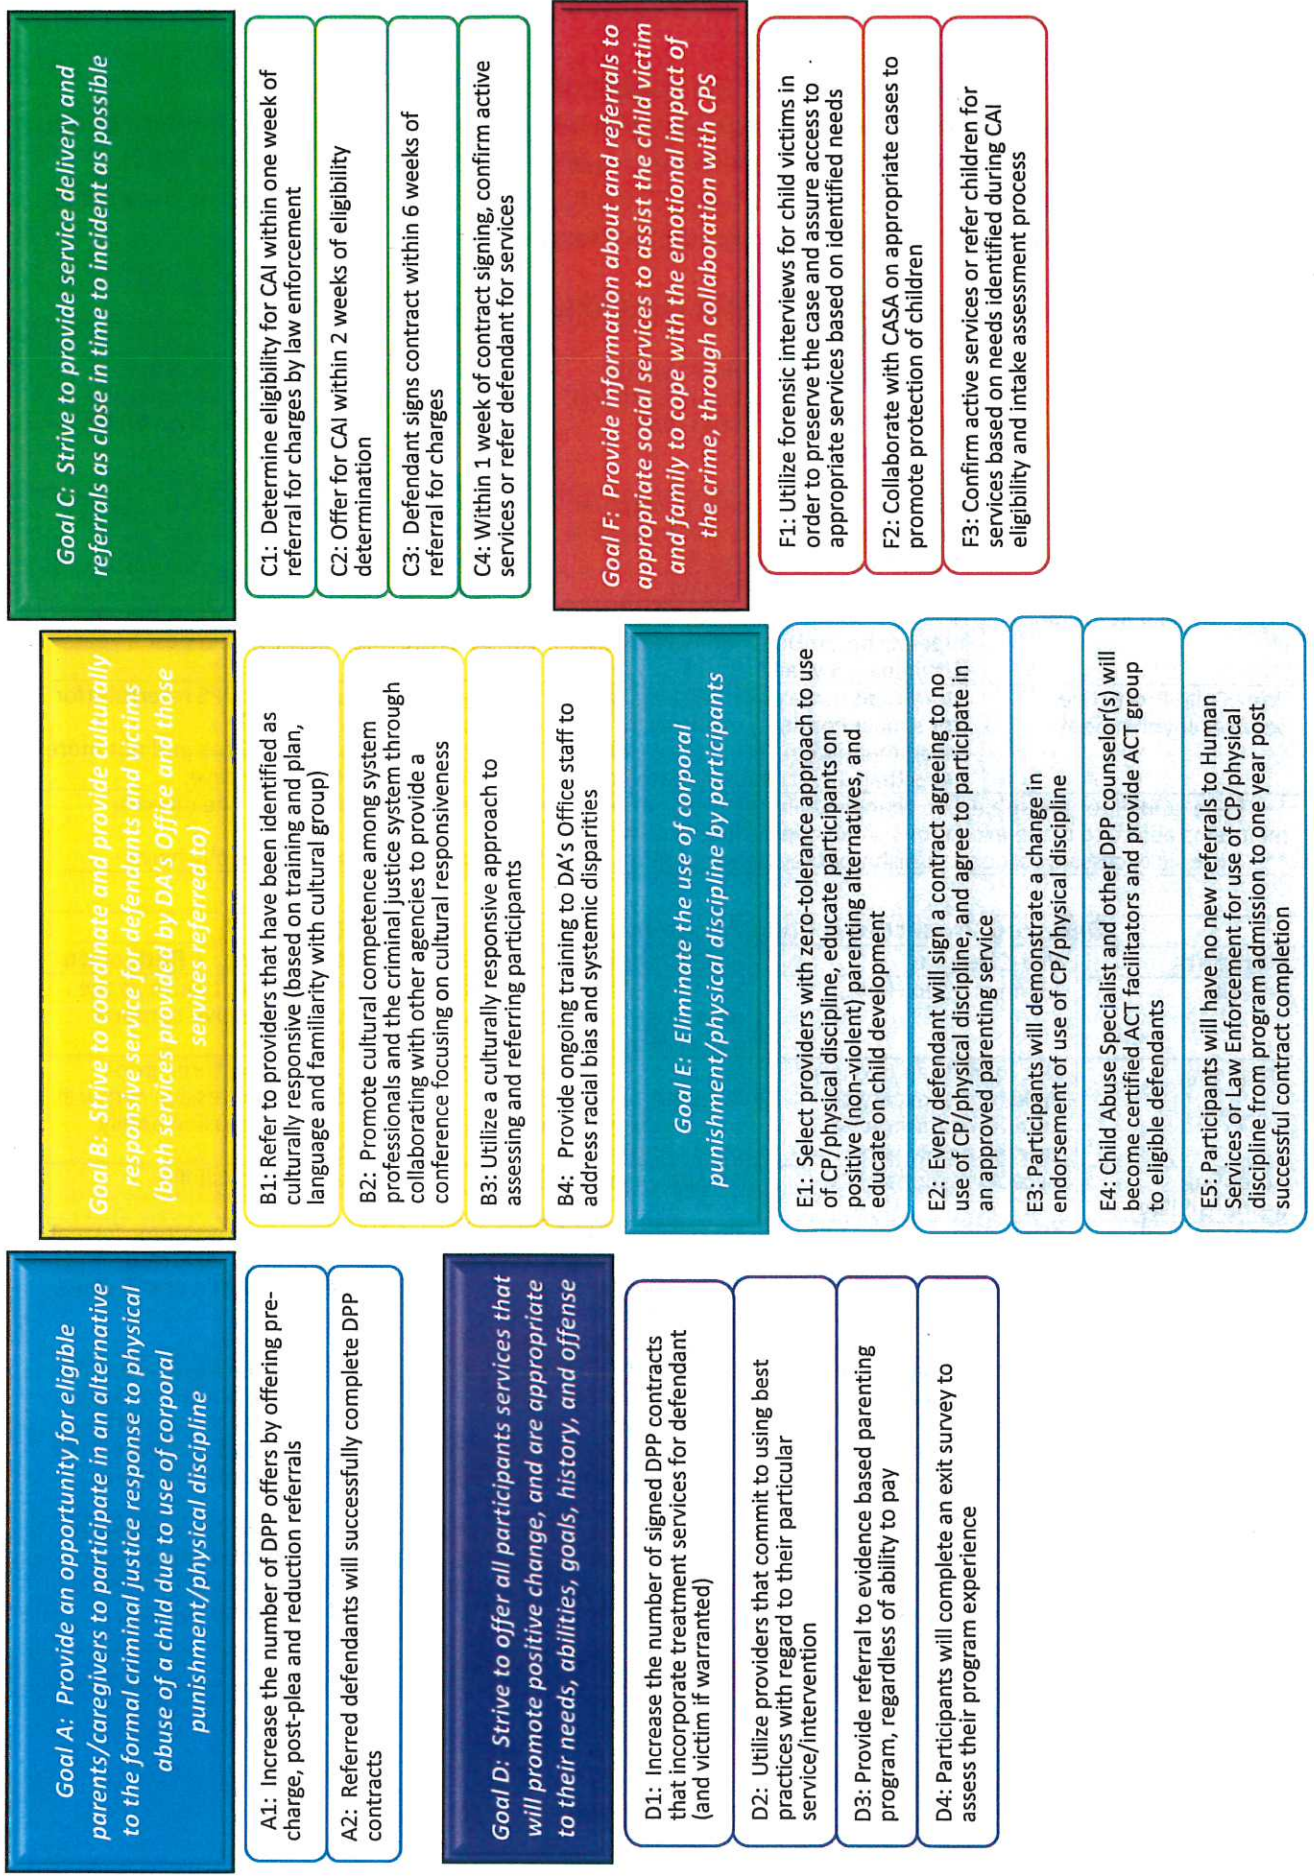 Goal A: Provide an opportunity for eligible
parents/caregivers to participate in an alternative
to the formal criminal justice response to physical
abuse of a child due to use of corporal
punishment/physical discipline
A1: Increase the number of DPP offers by offering pre-
charge, post-plea and reduction referrals
A2: Referred defendants will successfully complete DPP
contracts
Goal B: Strive to coordinate and provide culturally
responsive service for defendants and victims
(both services provided by DA's Office and those
services referred to)
B1: Refer to providers that have been identified as
culturally responsive (based on training and plan,
language and familiarity with cultural group)
B2: Promote cultural competence among system
professionals and the criminal justice system through
collaborating with other agencies to provide a
conference focusing on cultural responsiveness
B3: Utilize a culturally responsive approach to
assessing and referring participants
B4: Provide ongoing training to DA's Office staff to
address racial bias and systemic disparities
Goal C: Strive to provide service delivery and
referrals as close in time to incident as possible
C1: Determine eligibility for CAI within one week of
referral for charges by law enforcement
C2: Offer for CAI within 2 weeks of eligibility
determination
C3: Defendant signs contract within 6 weeks of
referral for charges
C4: Within 1 week of contract signing, confirm active
services or refer defendant for services
Goal D: Strive to offer all participants services that
will promote positive change, and are appropriate
to their needs, abilities, goals, history, and offense
D1: Increase the number of signed DPP contracts
that incorporate treatment services for defendant
(and victim if warranted)
D2: Utilize providers that commit to using best
practices with regard to their particular
service/intervention
D3: Provide referral to evidence based parenting
program, regardless of ability to pay
D4: Participants will complete an exit survey to
assess their program experience
Goal E: Eliminate the use of corporal
punishment/physical discipline by participants
E1: Select providers with zero-tolerance approach to use
of CP/physical discipline, educate participants on
positive (non-violent) parenting alternatives, and
educate on child development
E2: Every defendant will sign a contract agreeing to no
use of CP/physical discipline, and agree to participate in
an approved parenting service
E3: Participants will demonstrate a change in
endorsement of use of CP/physical discipline
E4: Child Abuse Specialist and other DPP counselor(s) will
become certified ACT facilitators and provide ACT group
to eligible defendants
E5: Participants will have no new referrals to Human
Services or Law Enforcement for use of CP/physical
discipline from program admission to one year post
successful contract completion
Goal F: Provide information about and referrals to
appropriate social services to assist the child victim
and family to cope with the emotional impact of
the crime, through collaboration with CPS
F1: Utilize forensic interviews for child victims in
order to preserve the case and assure access to
appropriate services based on identified needs
F2: Collaborate with CASA on appropriate cases to
promote protection of children
F3: Confirm active services or refer children for
services based on needs identified during CAI
eligibility and intake assessment process